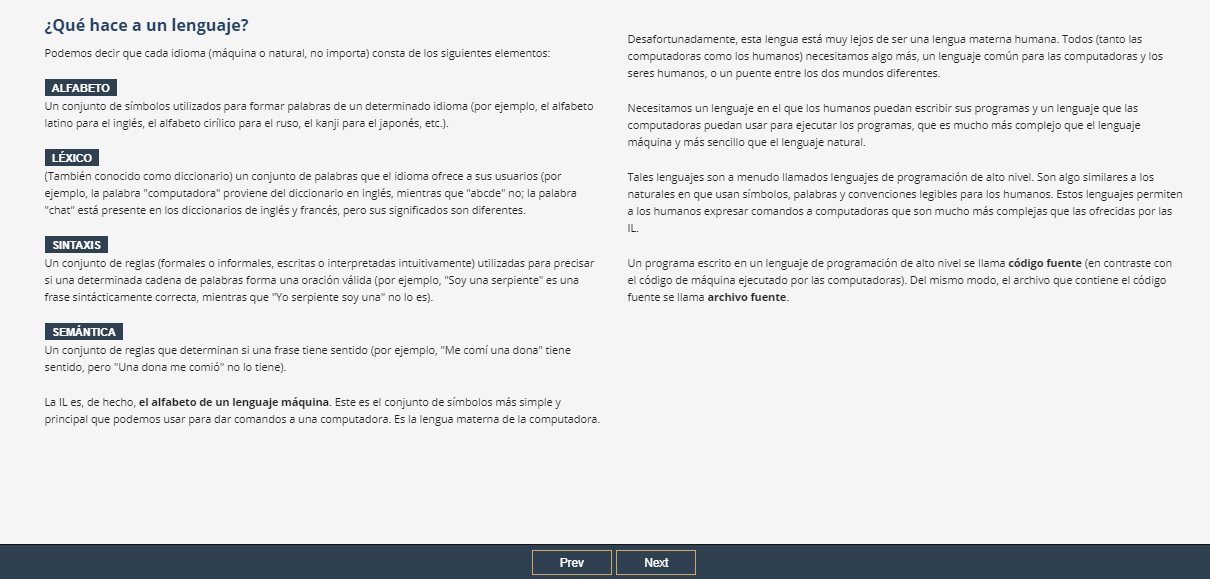 ¿Qué hace a un lenguaje?
Podemos decir que cada idioma (máquina o natural, no importa) consta de los siguientes elementos:
ALFABETO
Un conjunto de símbolos utilizados para formar palabras de un determinado idioma (por ejemplo, el alfabeto
latino para el inglés, el alfabeto cirílico para el ruso, el kanji para el japonés, etc.).
LÉXICO
(También conocido como diccionario) un conjunto de palabras que el idioma ofrece a sus usuarios (por
ejemplo, la palabra "computadora" proviene del diccionario en inglés, mientras que "abcde" no; la palabra
"chat" está presente en los diccionarios de inglés y francés, pero sus significados son diferentes.
SINTAXIS
Un conjunto de reglas (formales o informales, escritas o interpretadas intuitivamente) utilizadas para precisar
si una determinada cadena de palabras forma una oración válida (por ejemplo, "Soy una serpiente" es una
frase sintácticamente correcta, mientras que "Yo serpiente soy una" no lo es).
SEMÁNTICA
Un conjunto de reglas que determinan si una frase tiene sentido (por ejemplo, "Me comí una dona" tiene
sentido, pero "Una dona me comió" no lo tiene).
La IL es, de hecho, el alfabeto de un lenguaje máquina. Este es el conjunto de símbolos más simple y
principal que podemos usar para dar comandos a una computadora. Es la lengua materna de la computadora.
Desafortunadamente, esta lengua está muy lejos de ser una lengua materna humana. Todos (tanto las
computadoras como los humanos) necesitamos algo más, un lenguaje común para las computadoras y los
seres humanos, o un puente entre los dos mundos diferentes.
Necesitamos un lenguaje en el que los humanos puedan escribir sus programas y un lenguaje que las
computadoras puedan usar para ejecutar los programas, que es mucho más complejo que el lenguaje
máquina y más sencillo que el lenguaje natural.
Tales lenguajes son a menudo llamados lenguajes de programación de alto nivel. Son algo similares a los
naturales en que usan símbolos, palabras y convenciones legibles para los humanos. Estos lenguajes permiten
a los humanos expresar comandos a computadoras que son mucho más complejas que las ofrecidas por las
IL.
Un programa escrito en un lenguaje de programación de alto nivel se llama código fuente (en contraste con
el código de máquina ejecutado por las computadoras). Del mismo modo, el archivo que contiene el código
fuente se llama archivo fuente.
Prev
Next